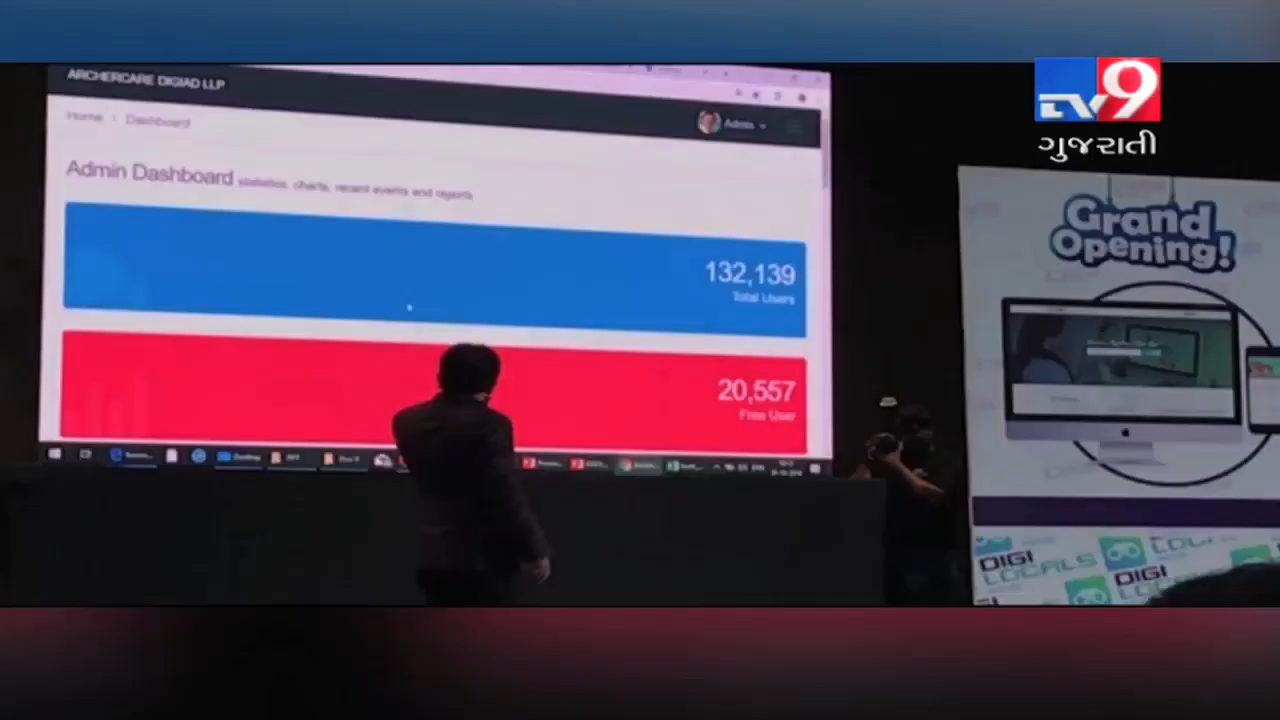 ARCHERCARE DIGIAD LLP
Home
Dashboard
Admin
Admin Dashboard statistics, charts, recent events and reports
132,139
Total Users
20,557
Free User
TV9
ગુજરાતી
Grand
Opening!
DIGI
LOCALS
DIGI